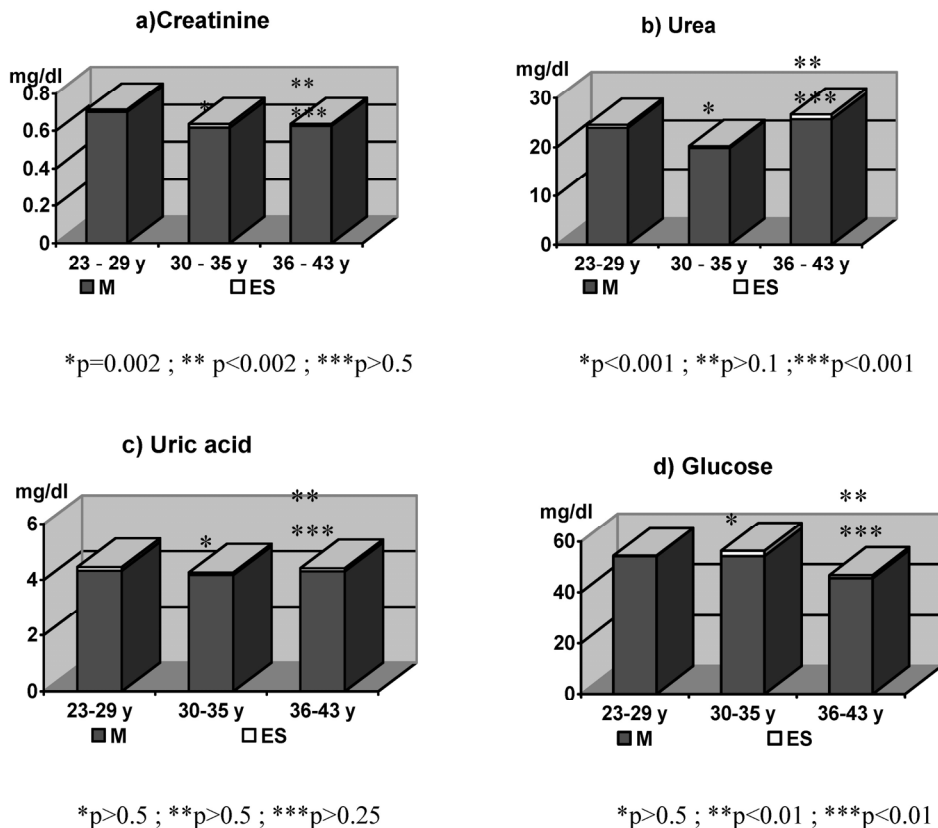 a)Creatinine
mg/dl
0.8
0.6
0.4
0.2
0
*
**
***
23 - 29 y 30 - 35 y 36 - 43 y
M ES
*p=0.002 ; ** p<0.002 ; ***p>0.5
b) Urea
mg/dl
30
20
10
0
*
**
***
23-29 y 30 - 35 y 36 - 43 y
M ES
*p<0.001 ; **p>0.1 ;***p<0.001
c) Uric acid
mg/dl
6
4
2
0
*
**
***
23-29 y 30-35 y 36-43 y
M ES
*p>0.5 ; **p>0.5 ; ***p>0.25
d) Glucose
mg/dl
60
40
20
0
*
**
***
23-29 y 30-35 y 36-43 y
M ES
*p>0.5 ; **p<0.01 ; ***p<0.01